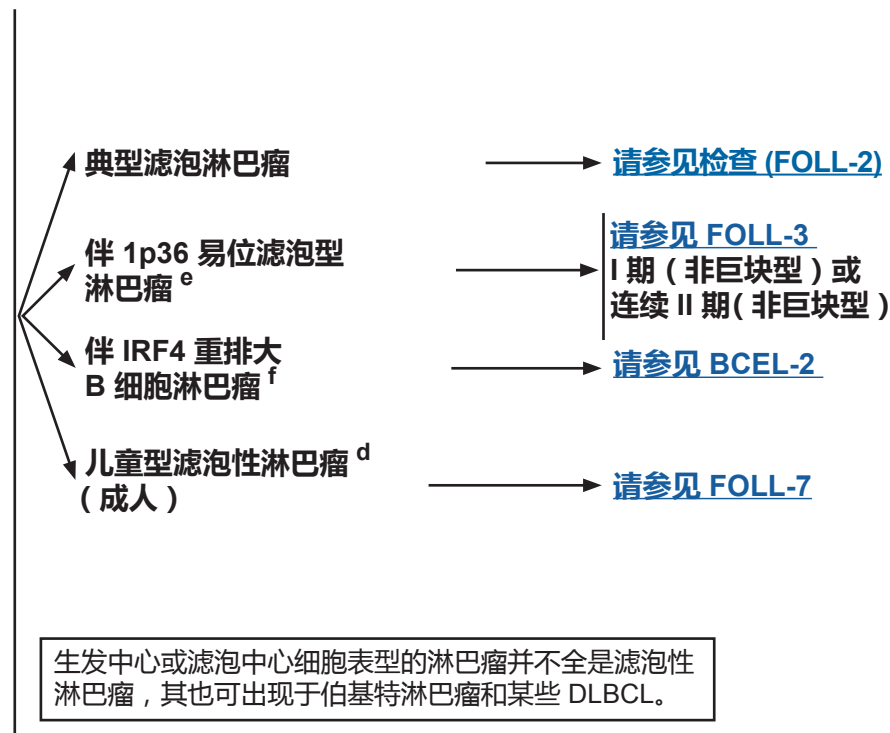 典型滤泡淋巴瘤
请参见检查 (FOLL-2)
伴 1p36 易位滤泡型
淋巴瘤 e
请参见 FOLL-3
I 期（非巨块型）或
连续 II 期（非巨块型）
伴 IRF4 重排大
B 细胞淋巴瘤 f
请参见 BCEL-2
儿童型滤泡性淋巴瘤 d
（成人）
请参见 FOLL-7
生发中心或滤泡中心细胞表型的淋巴瘤并不全是滤泡性
淋巴瘤，其也可出现于伯基特淋巴瘤和某些 DLBCL。